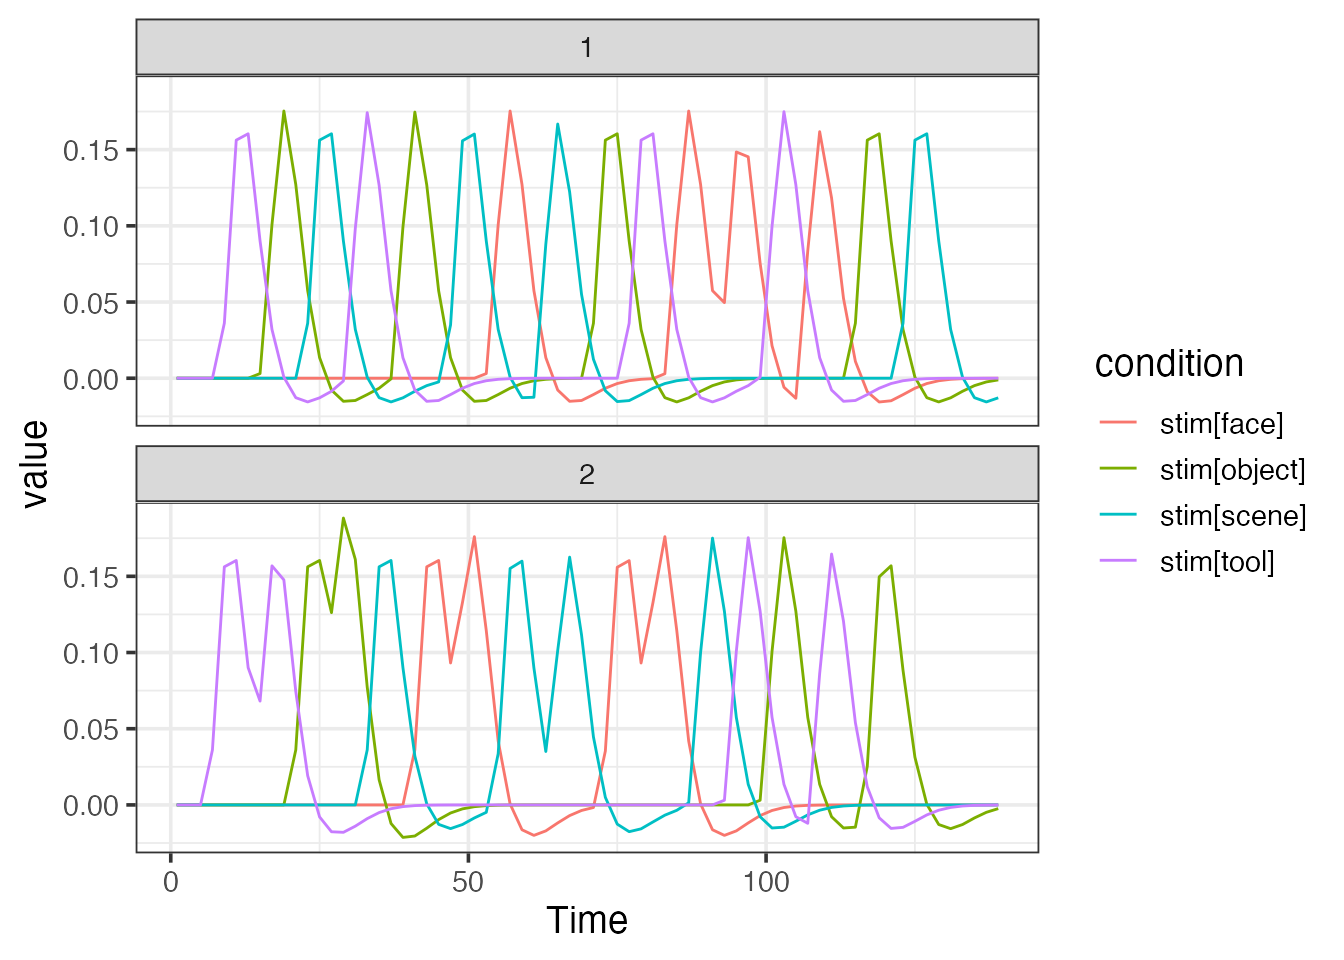 1
0.15
0.10
0.05
0.00
2
0.15
0.10
0.05
0.00
0
50
100
Time
value
condition
stim[face]
stim[object]
stim[scene]
stim[tool]